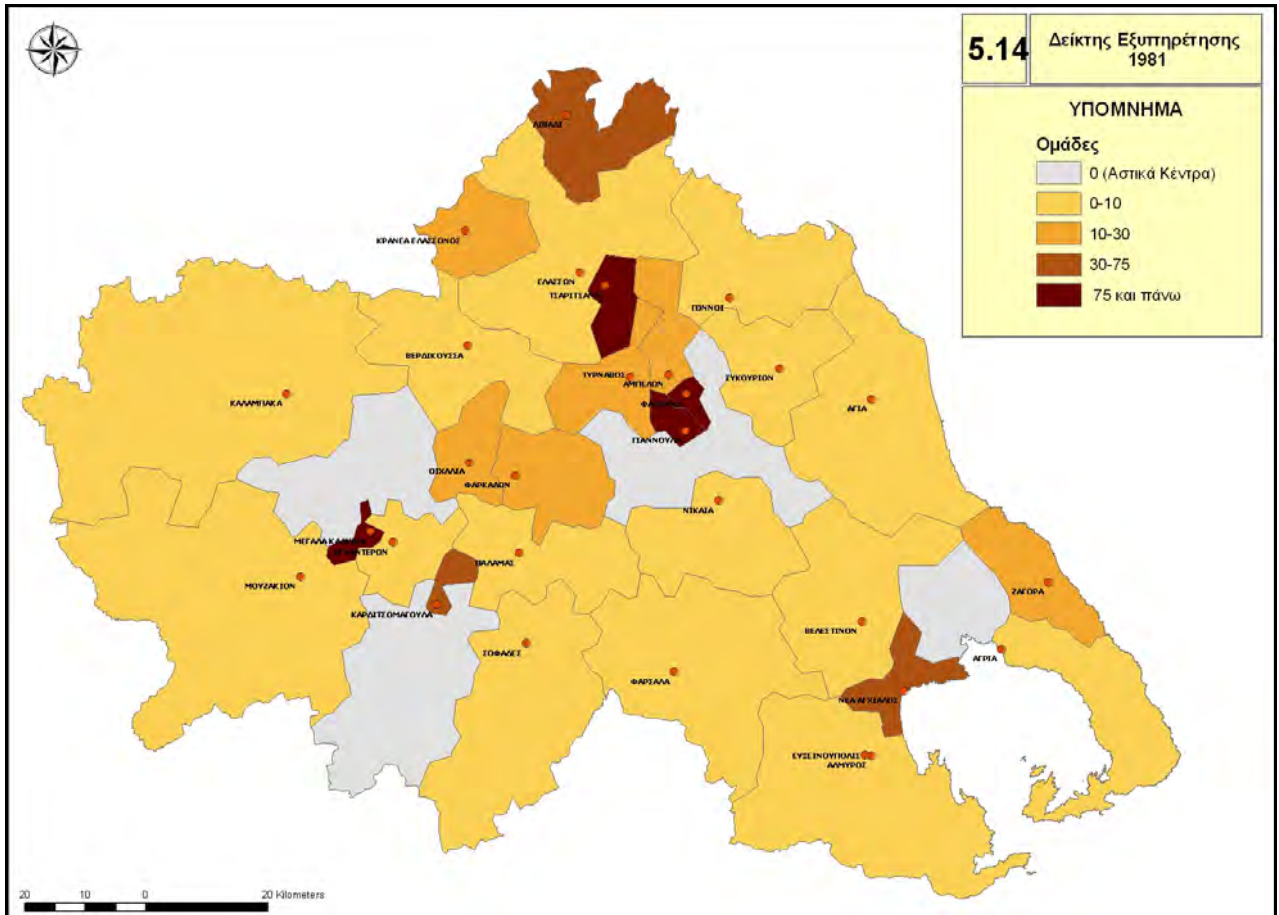 5.14
Δείκτης Εξυπηρέτησης
1981
ΥΠΟΜΝΗΜΑ
Ομάδες
0 (Αστικά Κέντρα)
0-10
10-30
30-75
75 και πάνω
ΛΙΒΑΔΙ
ΚΡΑΝΕΑ ΕΛΑΣΣΟΝΟΣ
ΕΛΑΣΣΩΝ
ΓΟΝΝΟΙ
ΒΕΡΔΙΚΟΥΣΣΑ
ΤΥΡΝΑΒΟΣ
ΑΜΠΕΛΩΝ
ΣΥΚΟΥΡΙΟΝ
ΚΑΛΑΜΠΑΚΑ
ΑΓΙΑ
ΟΙΧΑΛΙΑ
ΦΑΡΚΑΔΩΝ
ΝΙΚΑΙΑ
ΠΑΛΑΜΑΣ
ΜΟΥΖΑΚΙΟΝ
ΖΑΓΟΡΑ
ΚΑΡΔΙΤΣΟΜΑΓΟΥΛΑ
ΒΕΛΕΣΤΙΝΟΝ
ΣΟΦΑΔΕΣ
ΑΓΡΙΑ
ΦΑΡΣΑΛΑ
ΝΕΑ ΑΓΧΙΑΛΟΣ
ΕΥΞΕΙΝΟΥΠΟΛΙΣ
ΑΛΜΥΡΟΣ
20 10 0 20 Kilometers